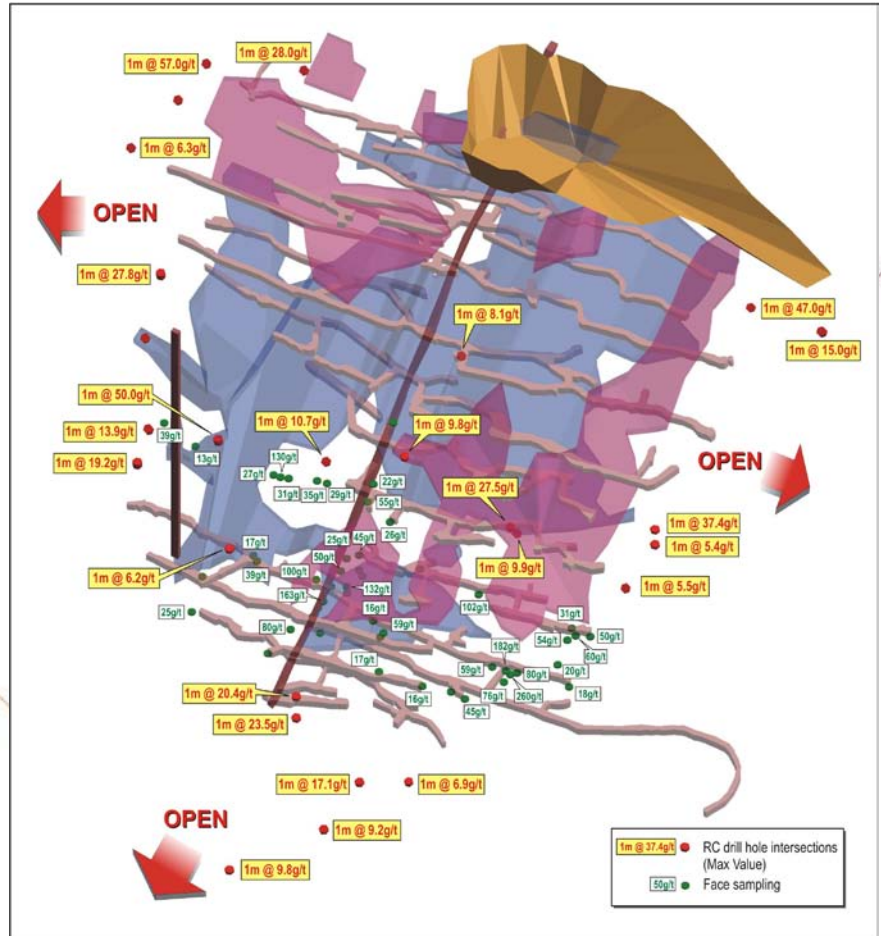 1m @ 28.0g/t
1m @ 57.0g/t
1m @ 6.3g/t
OPEN
1m @ 27.8g/t
1m @ 47.0g/t
1m @ 15.0g/t
1m @ 8.1g/t
1m @ 50.0g/t
1m @ 10.7g/t
1m @ 9.8g/t
1m @ 13.9g/t
39g/t
13g/t
1m @ 19.2g/t
130g/t
27g/t
31g/t
35g/t
29g/t
22g/t
55g/t
26g/t
OPEN
1m @ 27.5g/t
1m @ 37.4g/t
1m @ 5.4g/t
1m @ 9.9g/t
1m @ 5.5g/t
17g/t
25g/t
45g/t
50g/t
1m @ 6.2g/t
39g/t
100g/t
132g/t
163g/t
102g/t
25g/t
16g/t
31g/t
80g/t
59g/t
54g/t
50g/t
60g/t
182g/t
17g/t
59g/t
80g/t
20g/t
1m @ 20.4g/t
16g/t
76g/t
260g/t
18g/t
45g/t
1m @ 23.5g/t
1m @ 17.1g/t
1m @ 6.9g/t
OPEN
1m @ 9.2g/t
1m @ 9.8g/t
1m @ 37.4g/t RC drill hole intersections
(Max Value)
50g/t Face sampling